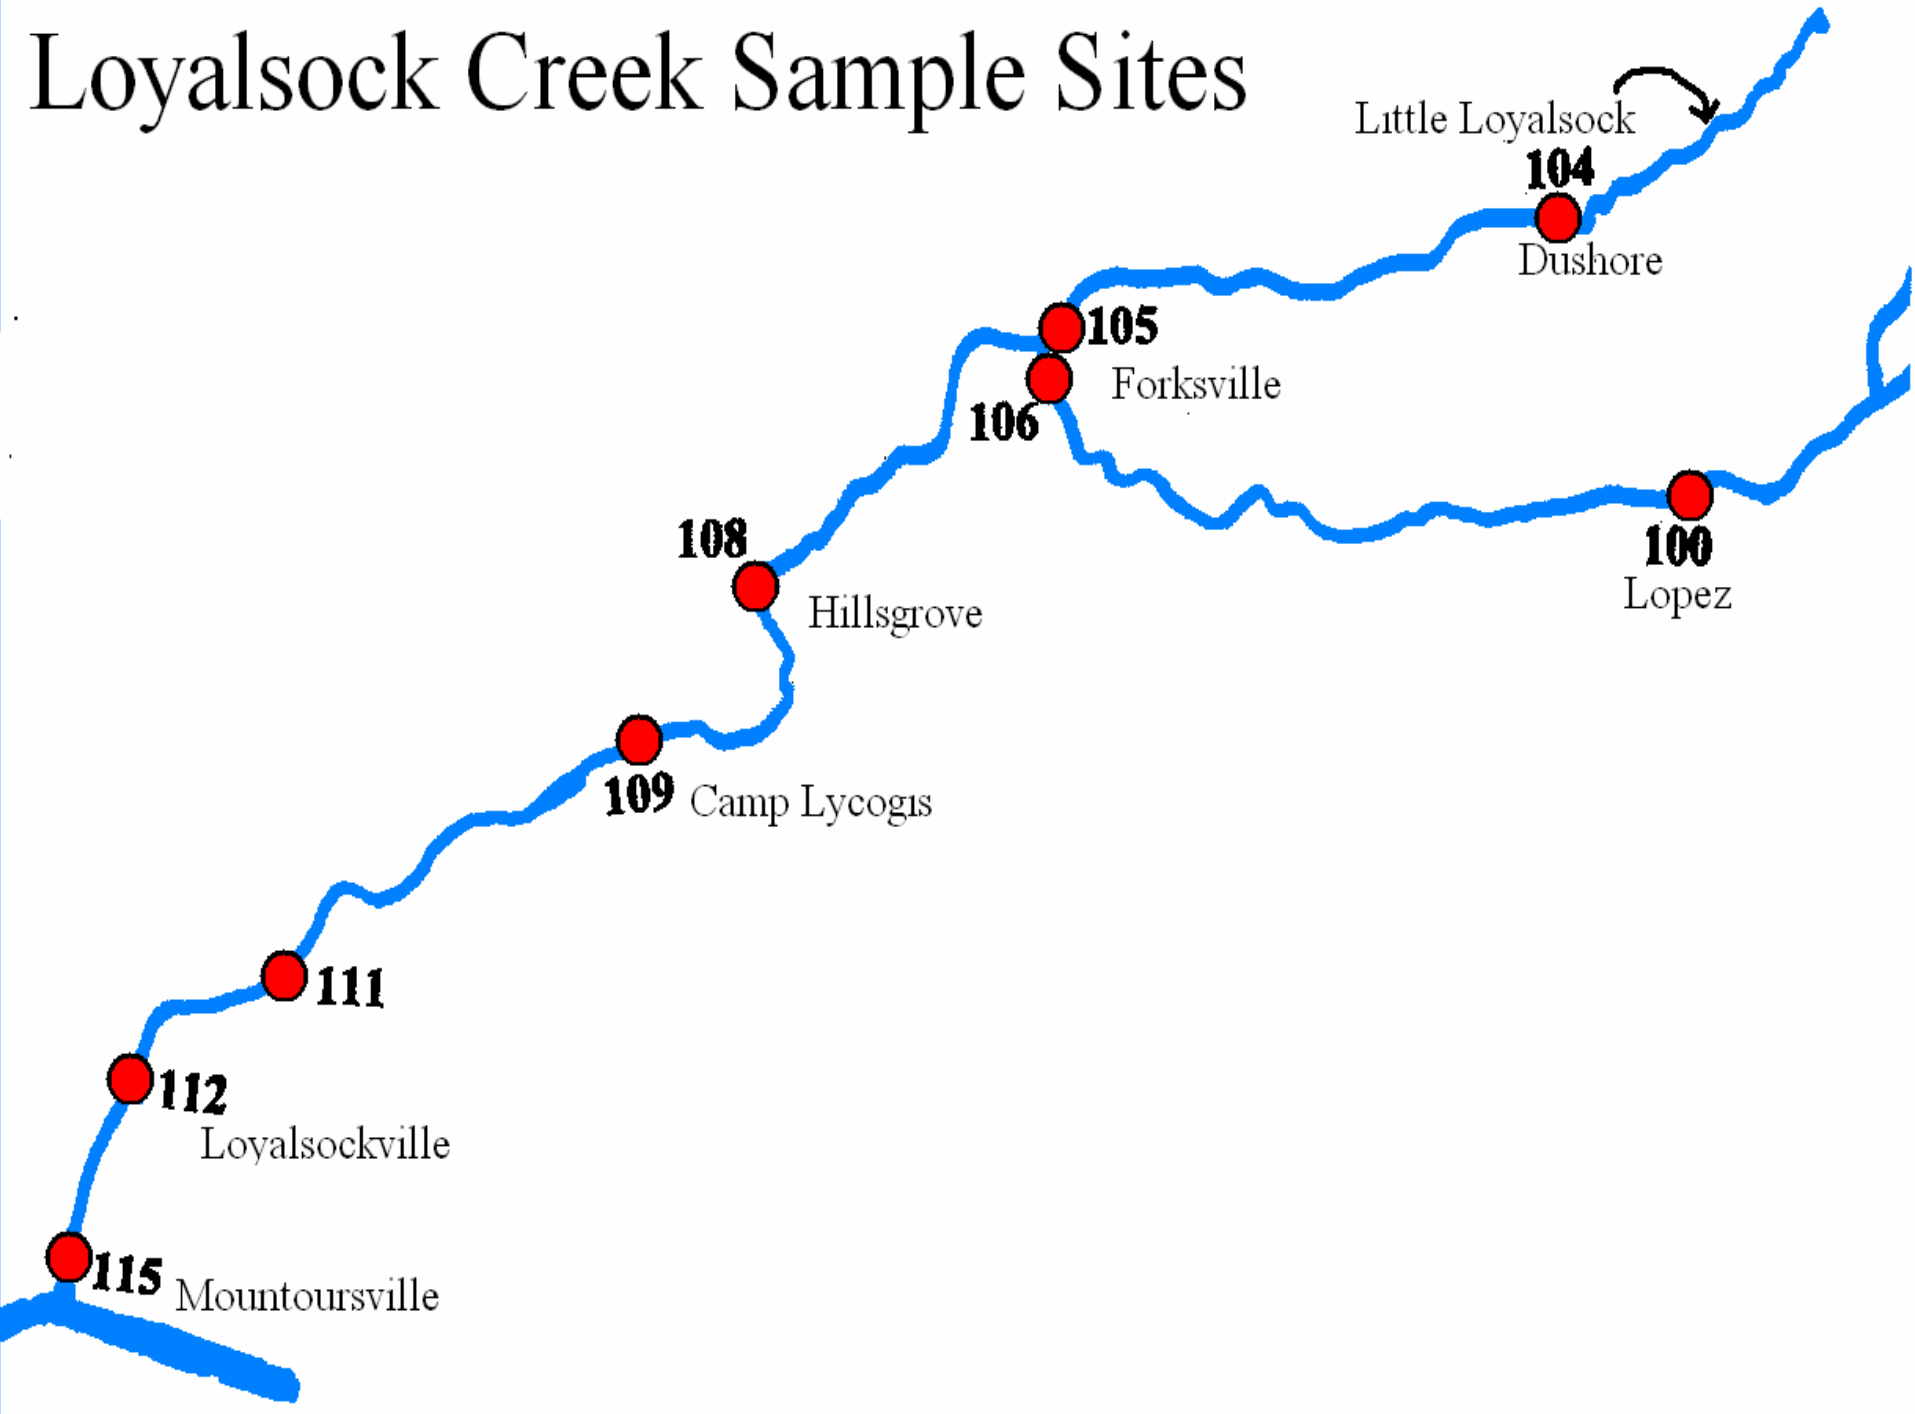 Loyalsock Creek Sample Sites
Little Loyalsock
104
Dushore
105
Forksville
106
100
Lopez
108
Hillsgrove
109
Camp Lycogis
111
112
Loyalsockville
115
Mountoursville